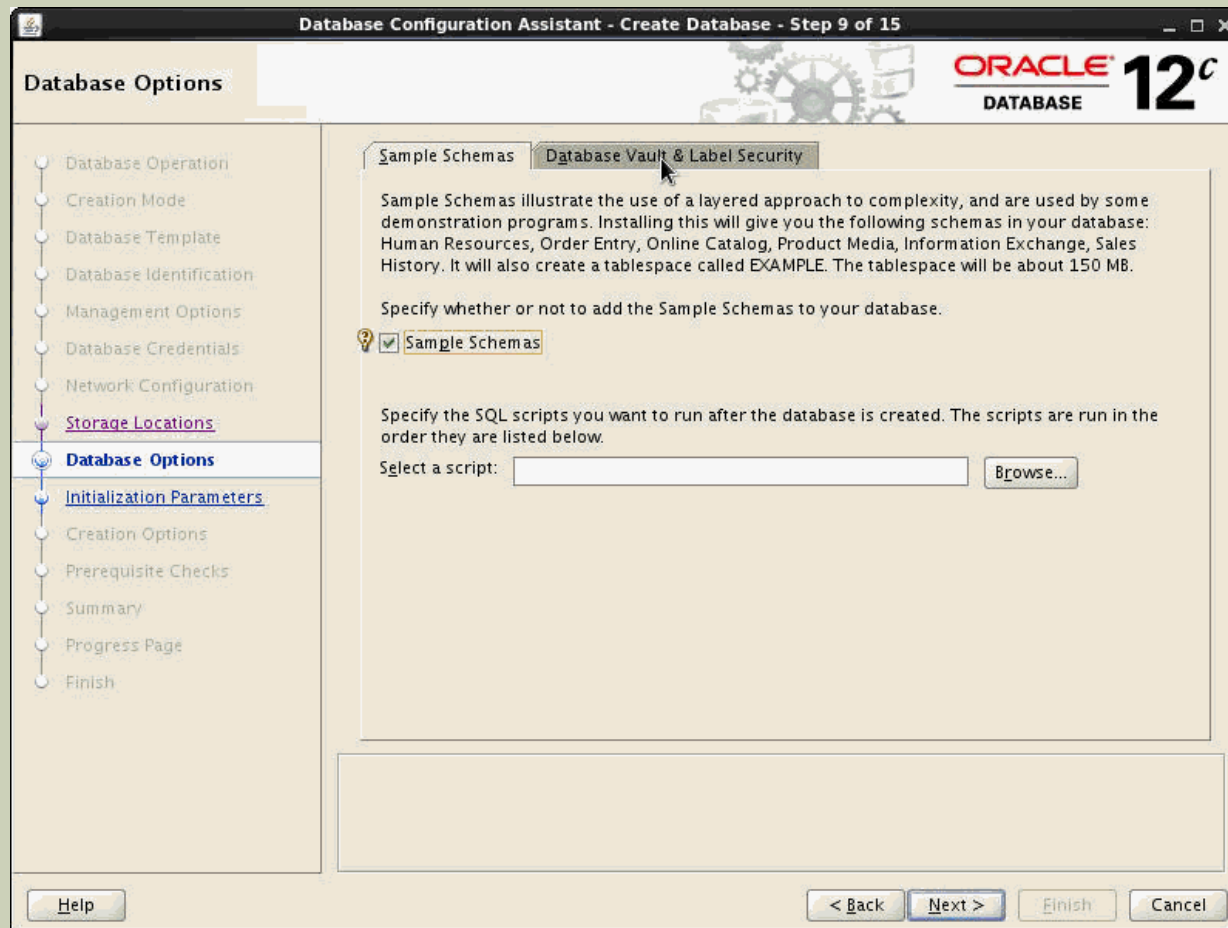 Database Configuration Assistant - Create Database - Step 9 of 15
Database Options
ORACLE
DATABASE
12c
Database Operation
Creation Mode
Database Template
Database Identification
Management Options
Database Credentials
Network Configuration
Storage Locations
Database Options
Initialization Parameters
Creation Options
Prerequisite Checks
Summary
Progress Page
Finish
Sample Schemas
Database Vault & Label Security
Sample Schemas illustrate the use of a layered approach to complexity, and are used by some
demonstration programs. Installing this will give you the following schemas in your database:
Human Resources, Order Entry, Online Catalog, Product Media, Information Exchange, Sales
History. It will also create a tablespace called EXAMPLE. The tablespace will be about 150 MB.
Specify whether or not to add the Sample Schemas to your database.
Sample Schemas
Specify the SQL scripts you want to run after the database is created. The scripts are run in the
order they are listed below.
Select a script:
Browse...
Help
< Back
Next >
Finish
Cancel